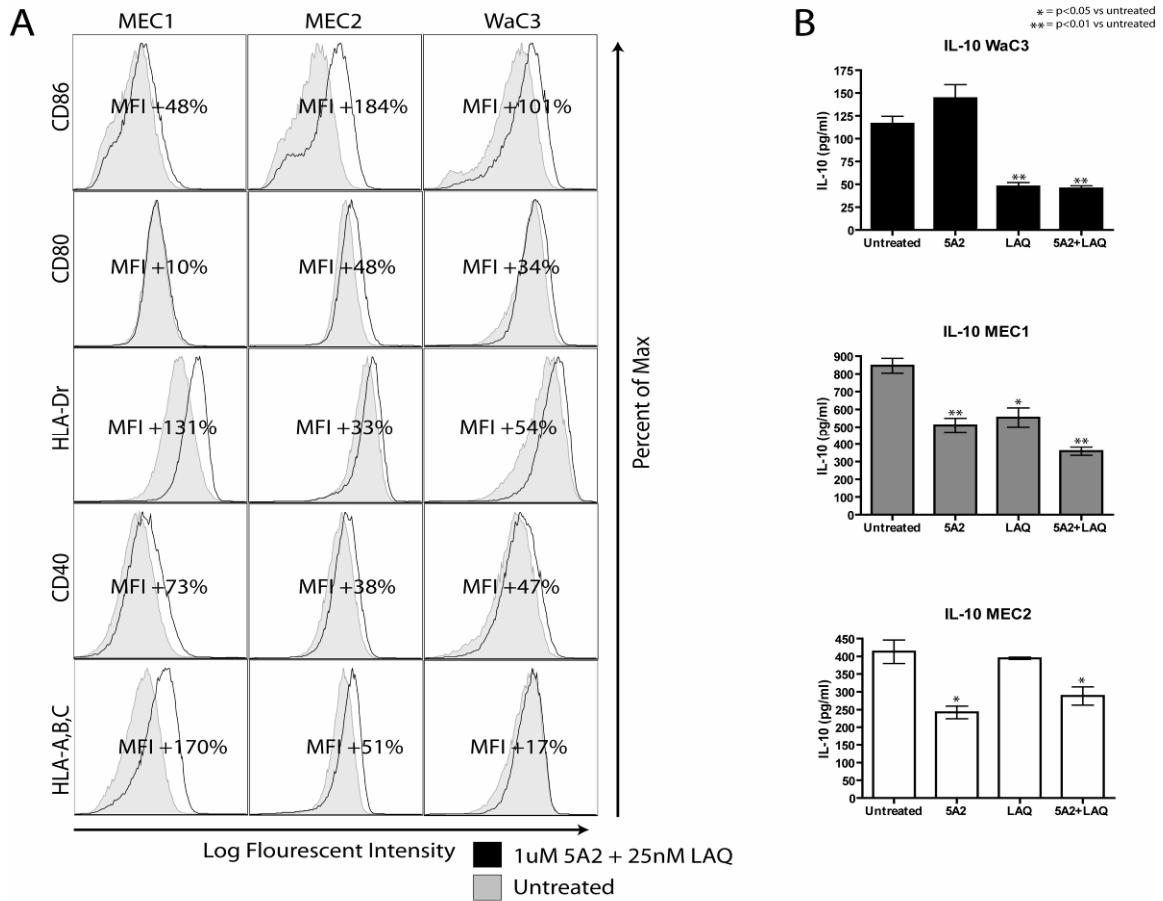 A
MEC1 MEC2 WaC3
CD86
MFI +48% MFI +184% MFI +101%
CD80
MFI +10% MFI +48% MFI +34%
HLA-Dr
MFI +131% MFI +33% MFI +54%
CD40
MFI +73% MFI +38% MFI +47%
HLA-A,B,C
MFI +170% MFI +51% MFI +17%
Percent of Max
Log Flourescent Intensity
1uM 5A2 + 25nM LAQ
Untreated
B
* = p<0.05 vs untreated
** = p<0.01 vs untreated
IL-10 WaC3
IL-10 (pg/ml)
175
150
125
100
75
50
25
0
** **
Untreated 5A2 LAQ 5A2+LAQ
IL-10 MEC1
IL-10 (pg/ml)
900
800
700
600
500
400
300
200
100
0
** * **
Untreated 5A2 LAQ 5A2+LAQ
IL-10 MEC2
IL-10 (pg/ml)
450
400
350
300
250
200
150
100
50
0
* *
Untreated 5A2 LAQ 5A2+LAQ